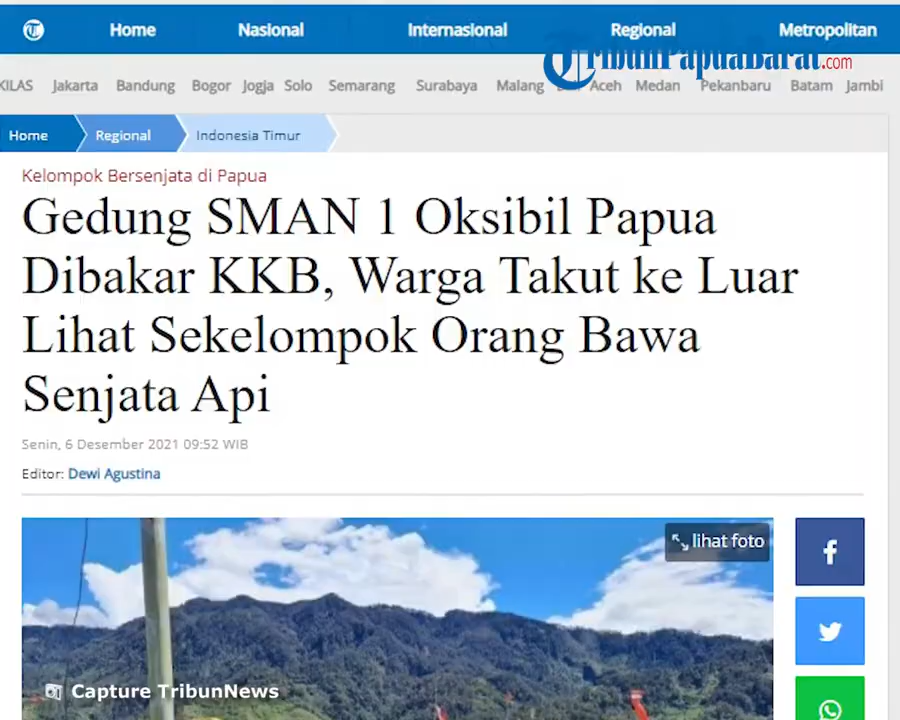 Home Nasional Internasional Regional Metropolitan
TribunPapuaBarat.com
KILAS Jakarta Bandung Bogor Jogja Solo Semarang Surabaya Malang Aceh Medan Pekanbaru Batam Jambi
Home Regional Indonesia Timur
Kelompok Bersenjata di Papua
Gedung SMAN 1 Oksibil Papua
Dibakar KKB, Warga Takut ke Luar
Lihat Sekelompok Orang Bawa
Senjata Api
Senin, 6 Desember 2021 09:52 WIB
Editor: Dewi Agustina
lihat foto
Capture TribunNews